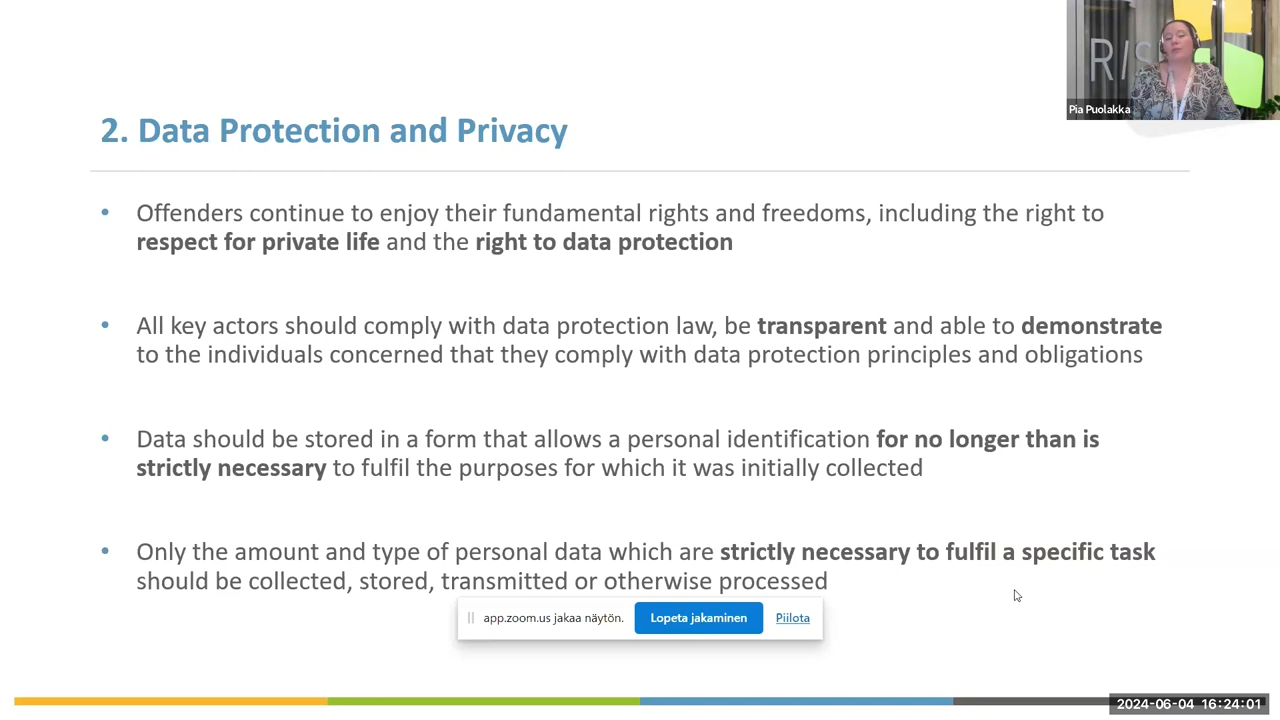 RIS
Pia Puolakka
2. Data Protection and Privacy
• Offenders continue to enjoy their fundamental rights and freedoms, including the right to
respect for private life and the right to data protection
• All key actors should comply with data protection law, be transparent and able to demonstrate
to the individuals concerned that they comply with data protection principles and obligations
• Data should be stored in a form that allows a personal identification for no longer than is
strictly necessary to fulfil the purposes for which it was initially collected
• Only the amount and type of personal data which are strictly necessary to fulfil a specific task
should be collected, stored, transmitted or otherwise processed
app.zoom.us jakaa näytön. Lopeta jakaminen Piilota
2024-06-04 16:24:01